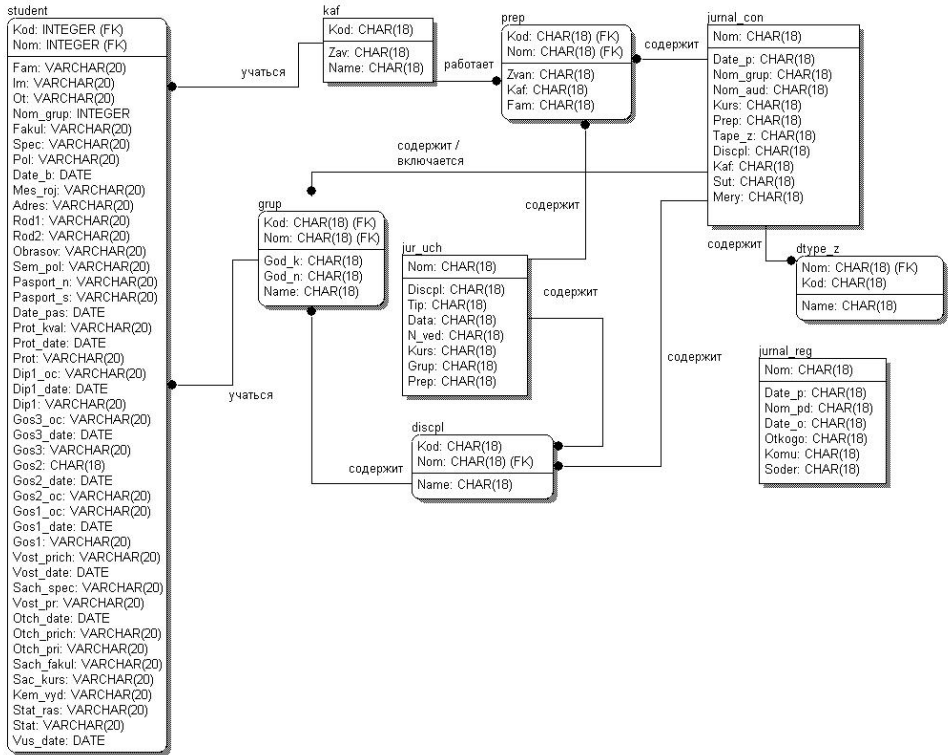 student
Kod: INTEGER (FK)
Nom: INTEGER (FK)
Fam: VARCHAR(20)
Im: VARCHAR(20)
Ot: VARCHAR(20)
Nom_grup: INTEGER
Fakul: VARCHAR(20)
Spec: VARCHAR(20)
Pol: VARCHAR(20)
Date_b: DATE
Mes_roj: VARCHAR(20)
Adres: VARCHAR(20)
Rod1: VARCHAR(20)
Rod2: VARCHAR(20)
Obrasov: VARCHAR(20)
Sem_pol: VARCHAR(20)
Pasport_n: VARCHAR(20)
Pasport_s: VARCHAR(20)
Date_pas: DATE
Prot_kval: VARCHAR(20)
Prot_date: DATE
Prot: VARCHAR(20)
Dip1_oc: VARCHAR(20)
Dip1_date: DATE
Dip1: VARCHAR(20)
Gos3_oc: VARCHAR(20)
Gos3_date: DATE
Gos3: VARCHAR(20)
Gos2: CHAR(18)
Gos2_date: DATE
Gos2_oc: VARCHAR(20)
Gos1_oc: VARCHAR(20)
Gos1_date: DATE
Gos1: VARCHAR(20)
Vost_prich: VARCHAR(20)
Vost_date: DATE
Sach_spec: VARCHAR(20)
Vost_pr: VARCHAR(20)
Otch_date: DATE
Otch_prich: VARCHAR(20)
Otch_pri: VARCHAR(20)
Sach_fakul: VARCHAR(20)
Sac_kurs: VARCHAR(20)
Kem_vyd: VARCHAR(20)
Stat_ras: VARCHAR(20)
Stat: VARCHAR(20)
Vus_date: DATE
учаться
kaf
Kod: CHAR(18)
Zav: CHAR(18)
Name: CHAR(18)
работает
prep
Kod: CHAR(18) (FK)
Nom: CHAR(18) (FK)
Zvan: CHAR(18)
Kaf: CHAR(18)
Fam: CHAR(18)
содержит
jurnal_con
Nom: CHAR(18)
Date_p: CHAR(18)
Nom_grup: CHAR(18)
Nom_aud: CHAR(18)
Kurs: CHAR(18)
Prep: CHAR(18)
Tape_z: CHAR(18)
Discpl: CHAR(18)
Kaf: CHAR(18)
Sut: CHAR(18)
Mery: CHAR(18)
содержит /
включается
grup
Kod: CHAR(18) (FK)
Nom: CHAR(18) (FK)
God_k: CHAR(18)
God_n: CHAR(18)
Name: CHAR(18)
учаться
содержит
jur_uch
Nom: CHAR(18)
Discpl: CHAR(18)
Tip: CHAR(18)
Data: CHAR(18)
N_ved: CHAR(18)
Kurs: CHAR(18)
Grup: CHAR(18)
Prep: CHAR(18)
содержит
содержит
dtype_z
Nom: CHAR(18) (FK)
Kod: CHAR(18)
Name: CHAR(18)
содержит
jurnal_reg
Nom: CHAR(18)
Date_p: CHAR(18)
Nom_pd: CHAR(18)
Date_o: CHAR(18)
Otkogo: CHAR(18)
Komu: CHAR(18)
Soder: CHAR(18)
discpl
Kod: CHAR(18)
Nom: CHAR(18) (FK)
Name: CHAR(18)
содержит